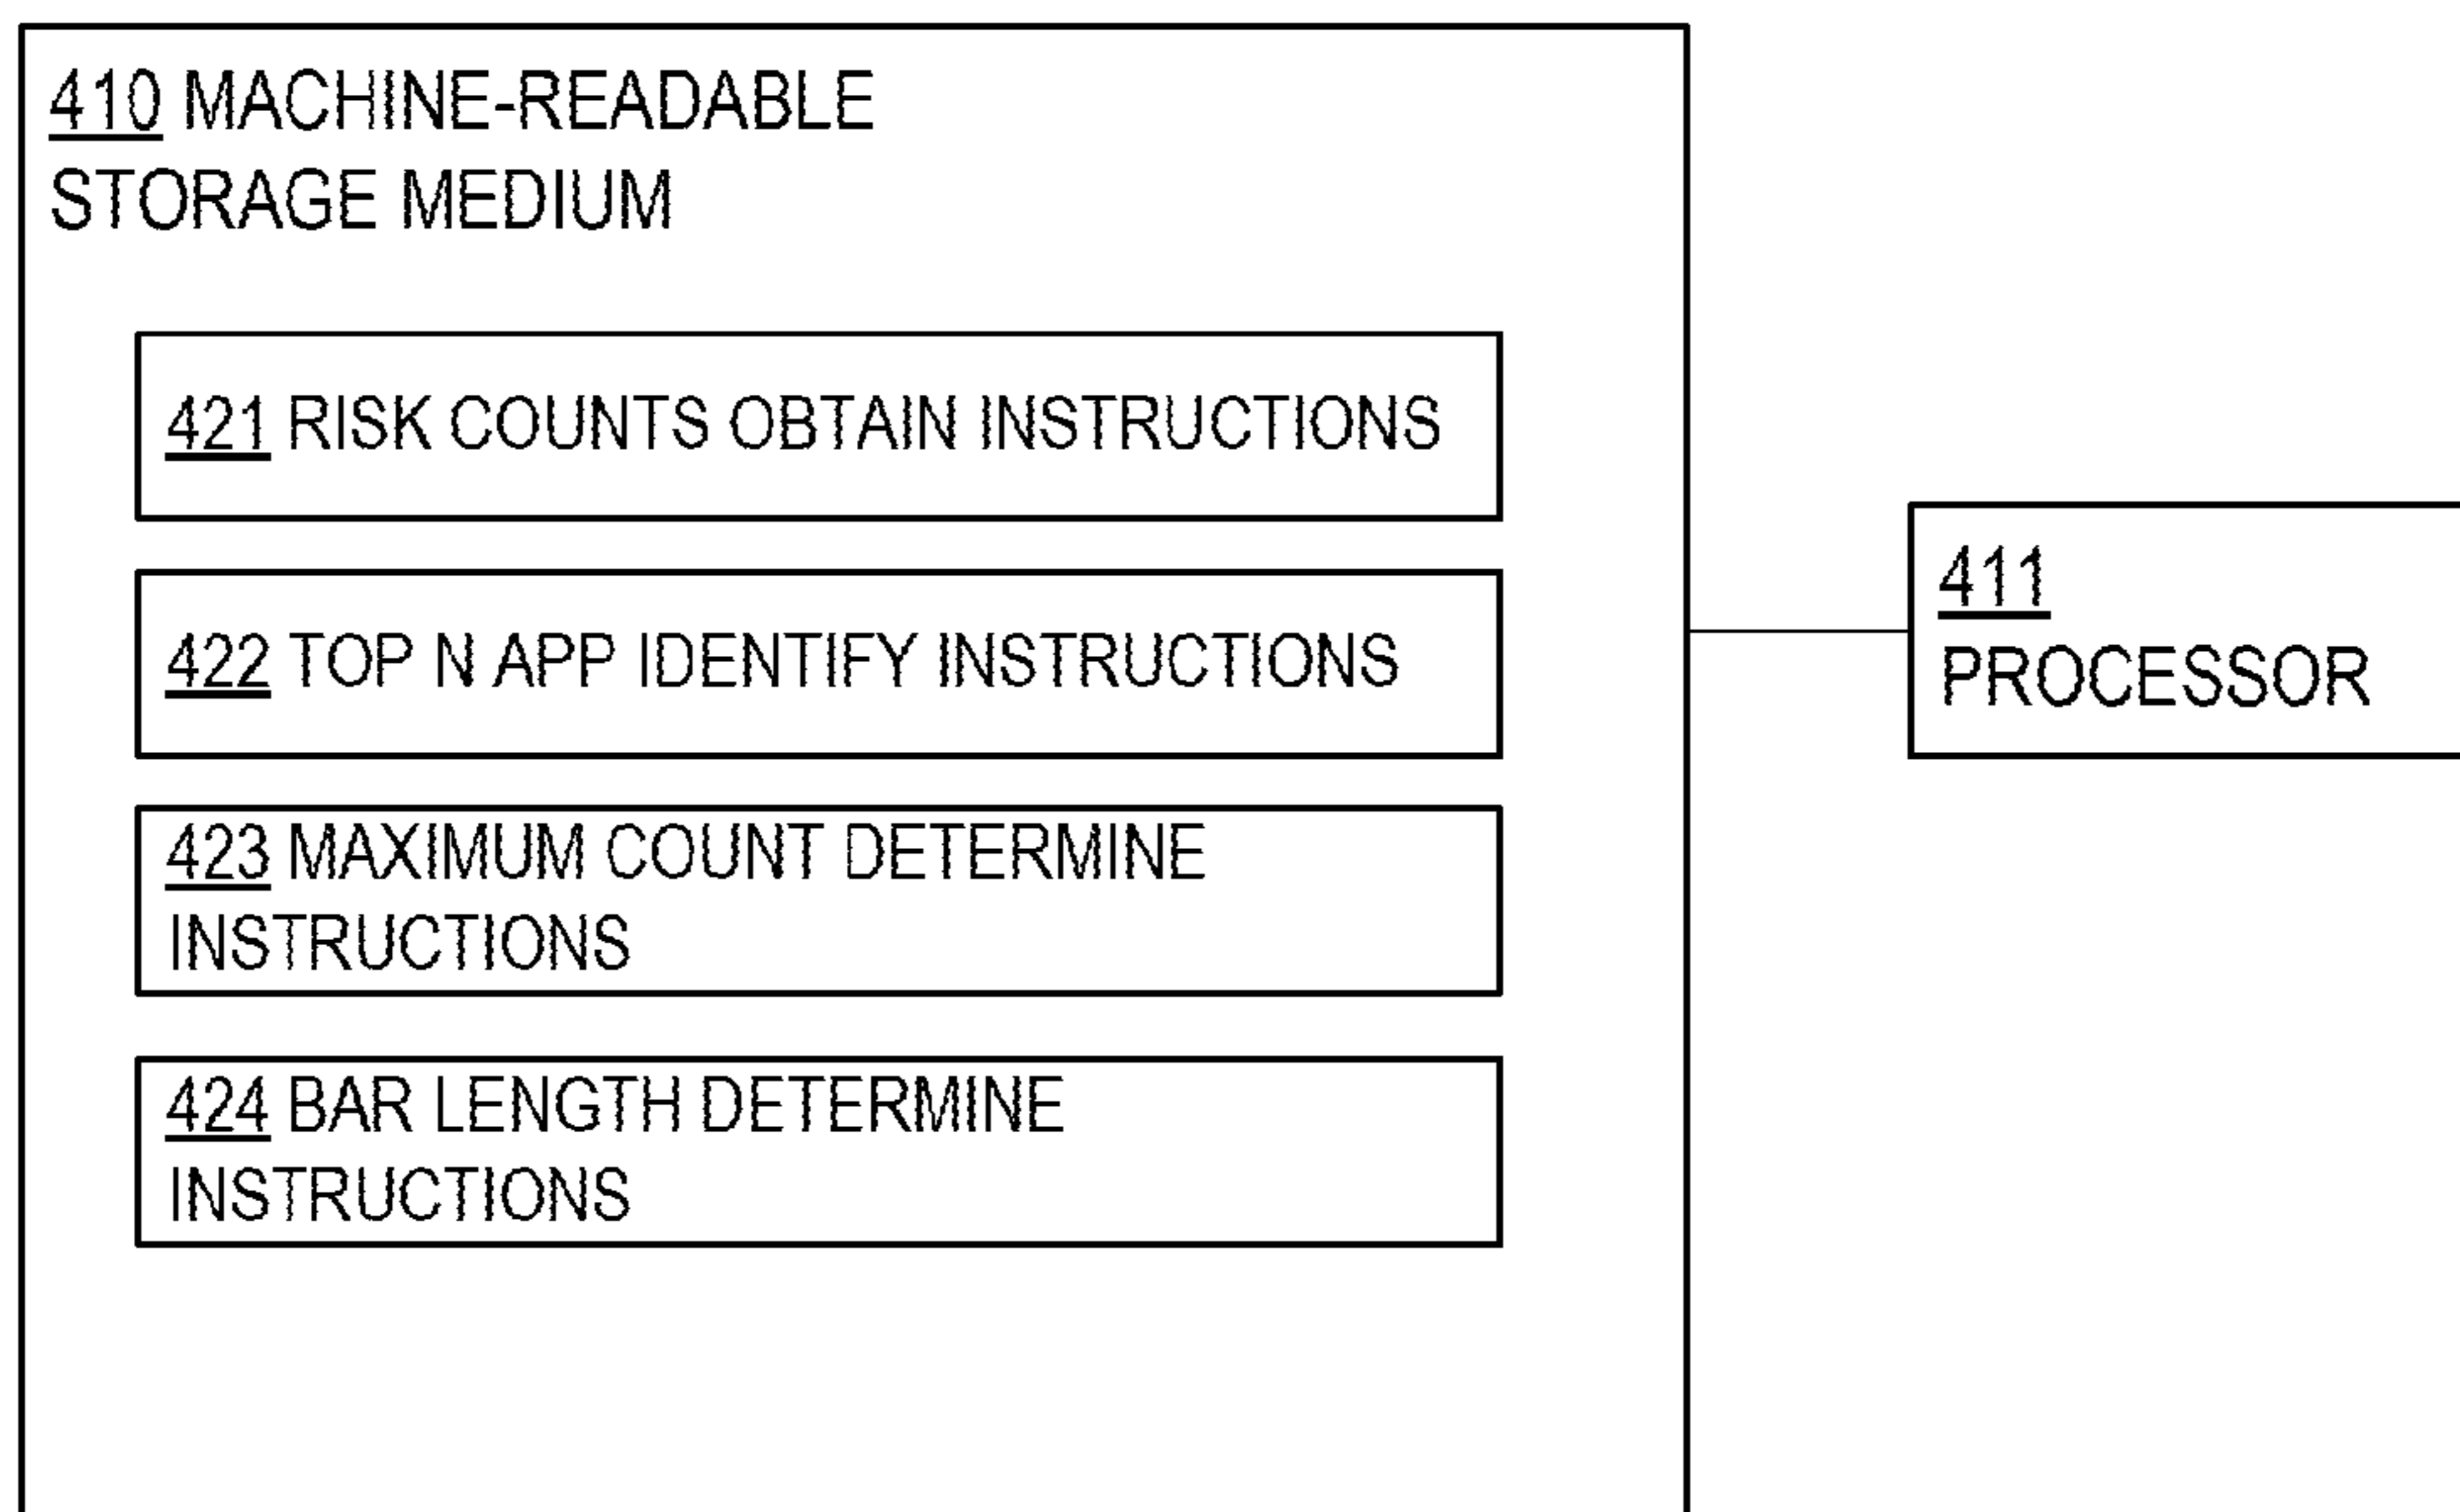 410 MACHINE-READABLE
STORAGE MEDIUM
421 RISK COUNTS OBTAIN INSTRUCTIONS
422 TOP N APP IDENTIFY INSTRUCTIONS
423 MAXIMUM COUNT DETERMINE
INSTRUCTIONS
424 BAR LENGTH DETERMINE
INSTRUCTIONS
411
PROCESSOR